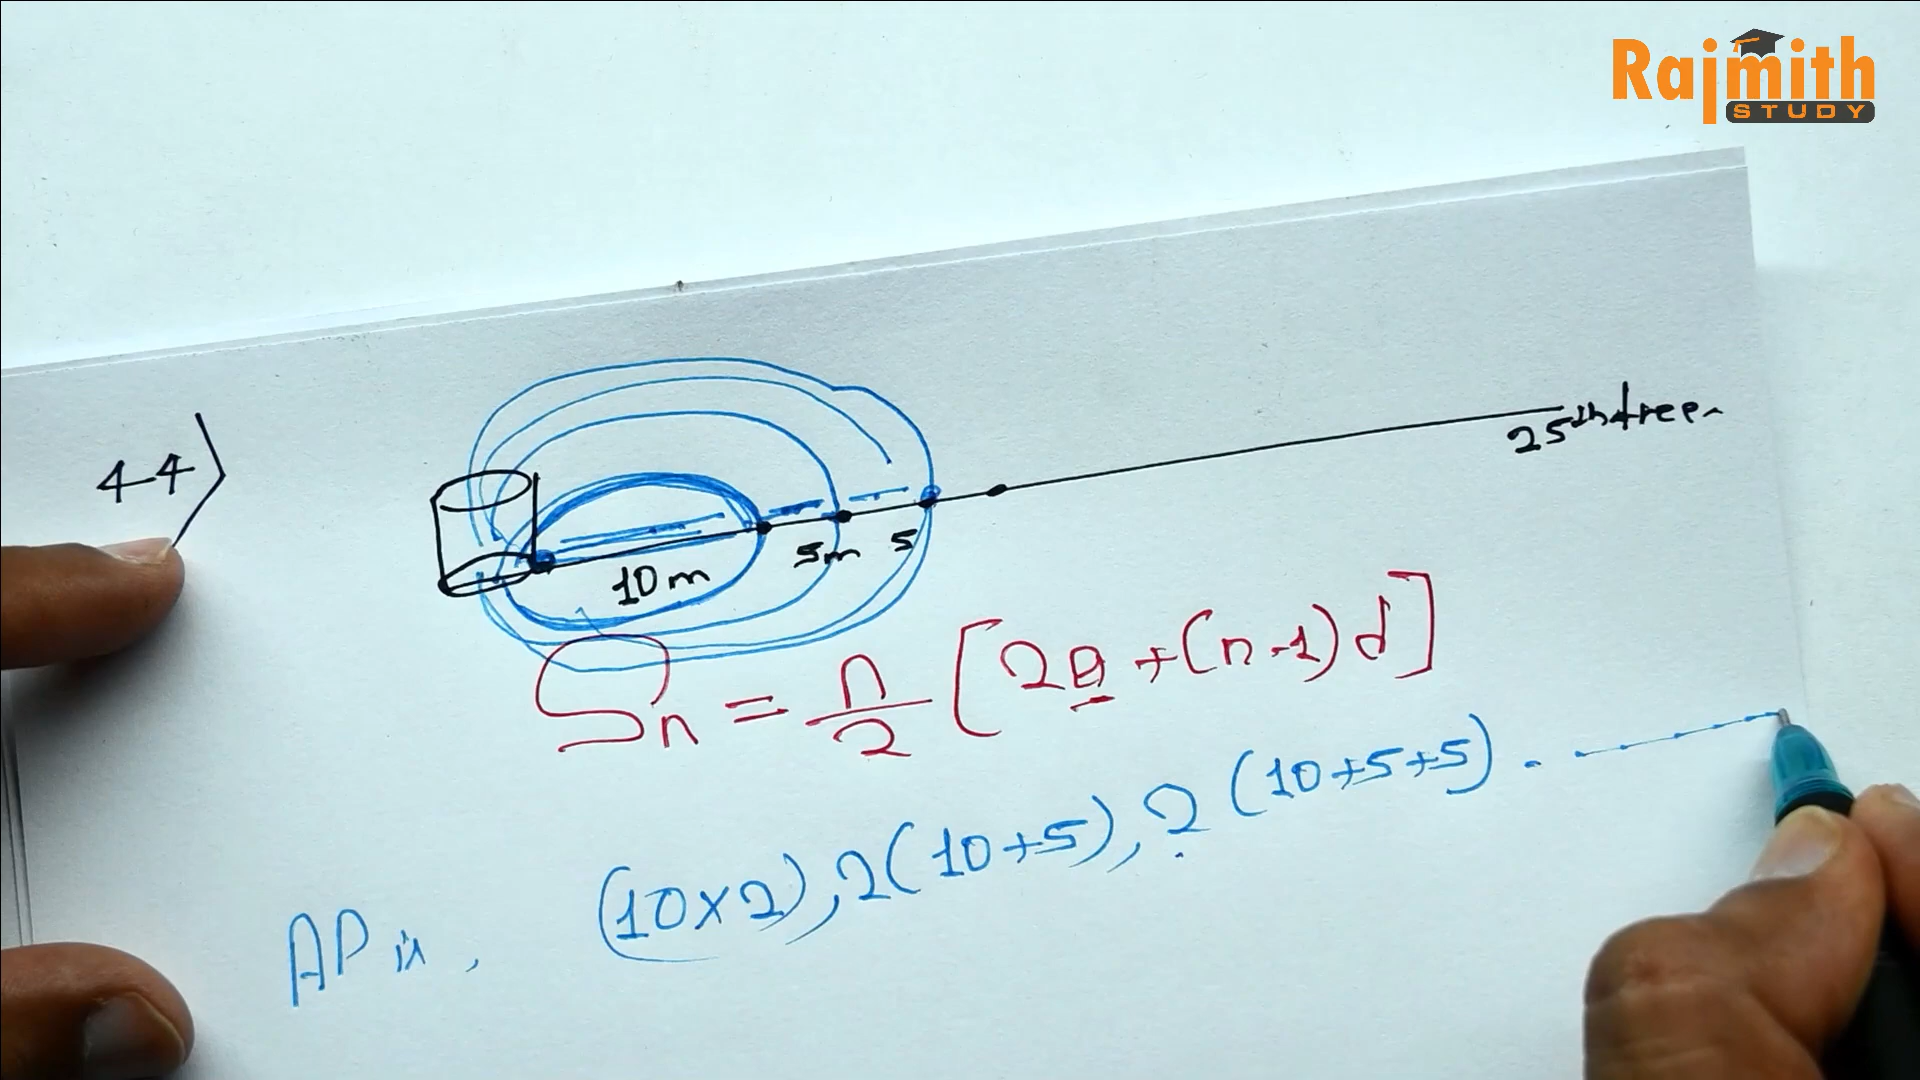 Rajmith
STUDY
44)
25th tree
10m 5m 5
Sn = n/2 [2a + (n-1)d]
AP is, (10×2), 2(10+5), 2(10+5+5) . - - - -